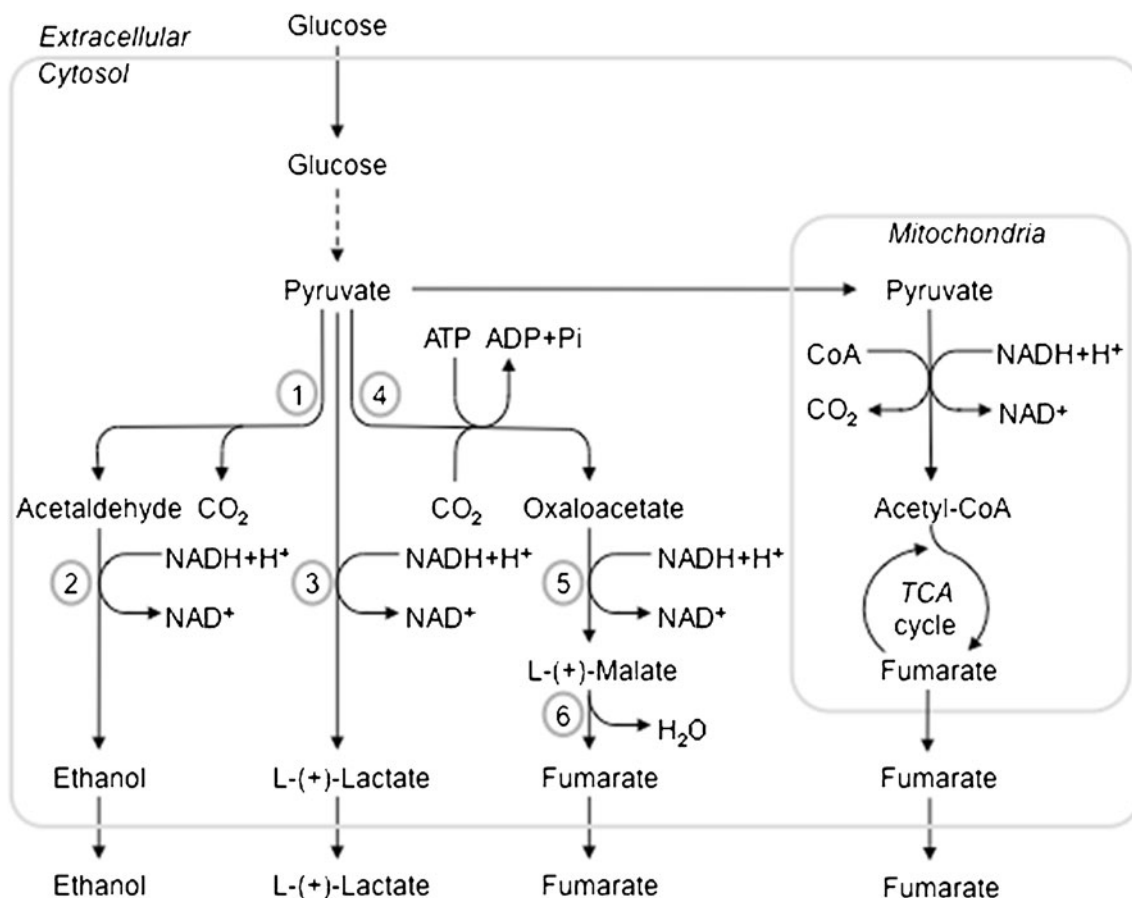 Extracellular
Glucose
Cytosol
Glucose
Mitochondria
Pyruvate
Pyruvate
ATP ADP+Pi
CoA NADH+H⁺
1 4
CO₂ NAD⁺
Acetaldehyde CO₂ CO₂ Oxaloacetate Acetyl-CoA
NADH+H⁺ NADH+H⁺ NADH+H⁺
2 3 5
TCA
NAD⁺ NAD⁺ NAD⁺
cycle
L-(+)-Malate Fumarate
6
H₂O
Ethanol L-(+)-Lactate Fumarate Fumarate
Ethanol L-(+)-Lactate Fumarate Fumarate